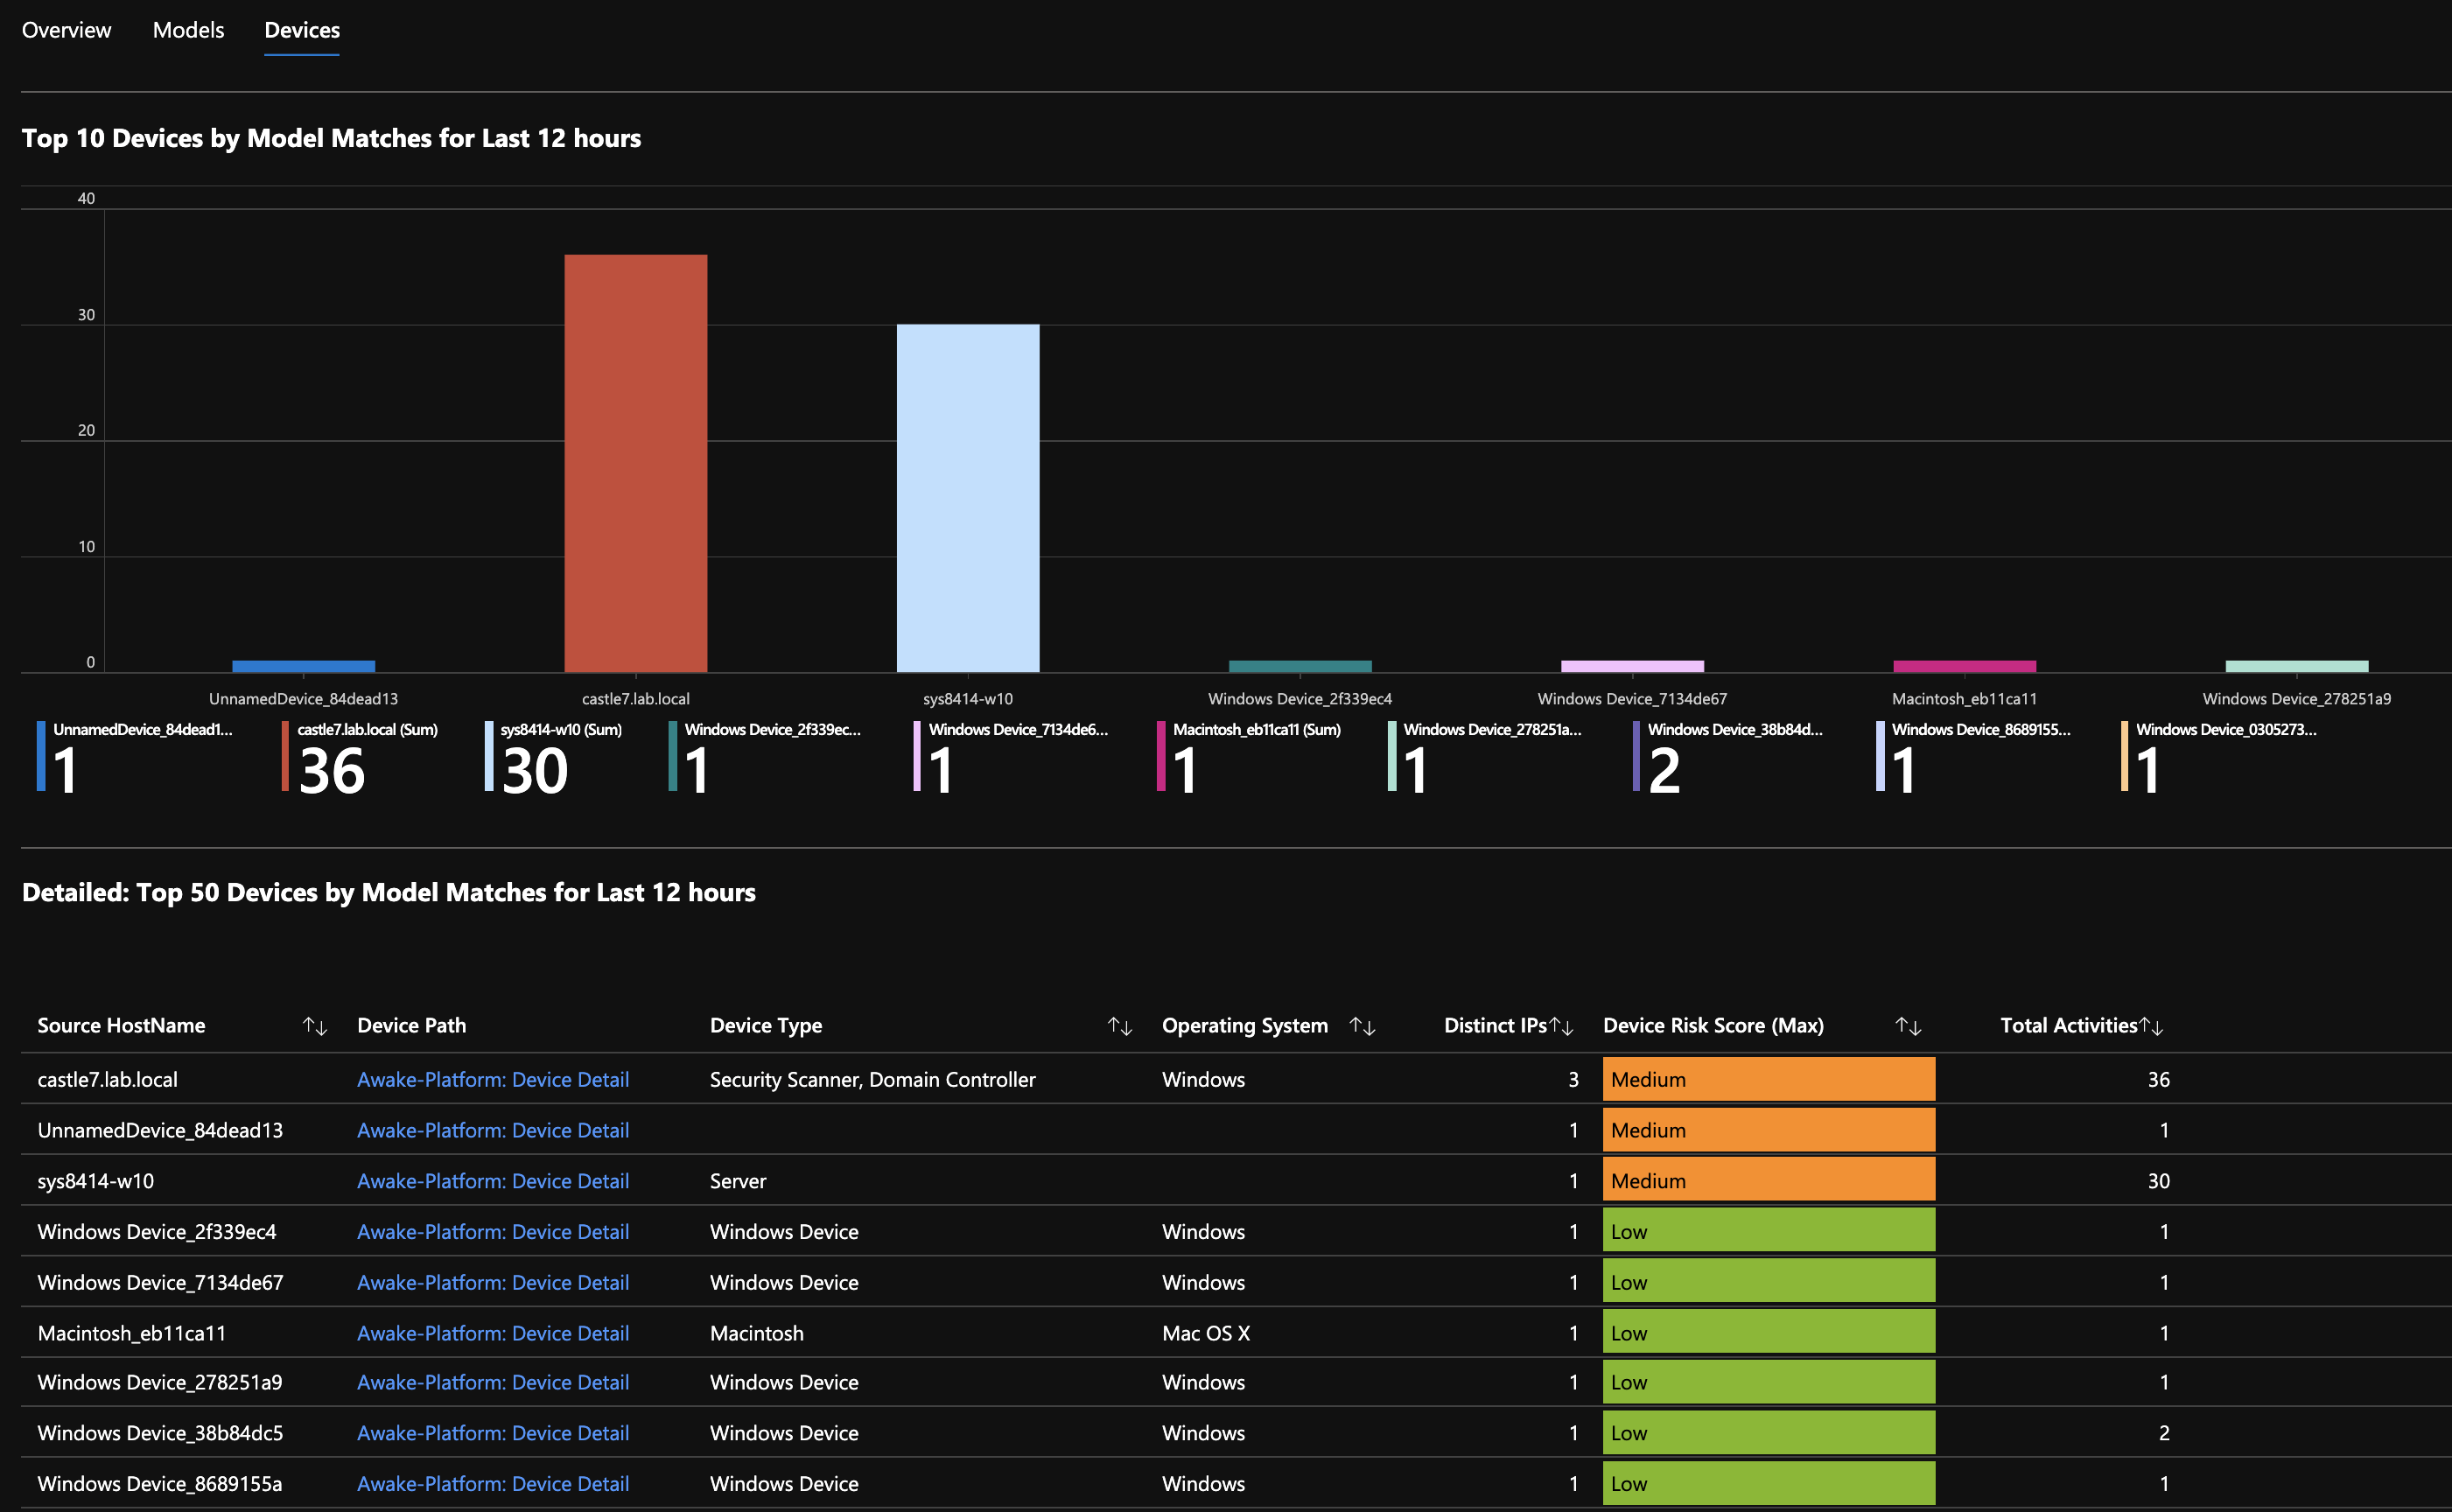 Overview Models Devices
Top 10 Devices by Model Matches for Last 12 hours
40
30
20
10
0
UnnamedDevice_84dead13 castle7.lab.local sys8414-w10 Windows Device_2f339ec4 Windows Device_7134de67 Macintosh_eb11ca11 Windows Device_278251a9
UnnamedDevice_84dead1... castle7.lab.local (Sum) sys8414-w10 (Sum) Windows Device_2f339ec... Windows Device_7134de6... Macintosh_eb11ca11 (Sum) Windows Device_278251a... Windows Device_38b84d... Windows Device_8689155... Windows Device_0305273...
1 36 30 1 1 1 1 2 1 1
Detailed: Top 50 Devices by Model Matches for Last 12 hours
Source HostName ↑↓ Device Path Device Type ↑↓ Operating System ↑↓ Distinct IPs↑↓ Device Risk Score (Max) ↑↓ Total Activities↑↓
castle7.lab.local Awake-Platform: Device Detail Security Scanner, Domain Controller Windows 3 Medium 36
UnnamedDevice_84dead13 Awake-Platform: Device Detail 1 Medium 1
sys8414-w10 Awake-Platform: Device Detail Server 1 Medium 30
Windows Device_2f339ec4 Awake-Platform: Device Detail Windows Device Windows 1 Low 1
Windows Device_7134de67 Awake-Platform: Device Detail Windows Device Windows 1 Low 1
Macintosh_eb11ca11 Awake-Platform: Device Detail Macintosh Mac OS X 1 Low 1
Windows Device_278251a9 Awake-Platform: Device Detail Windows Device Windows 1 Low 1
Windows Device_38b84dc5 Awake-Platform: Device Detail Windows Device Windows 1 Low 2
Windows Device_8689155a Awake-Platform: Device Detail Windows Device Windows 1 Low 1